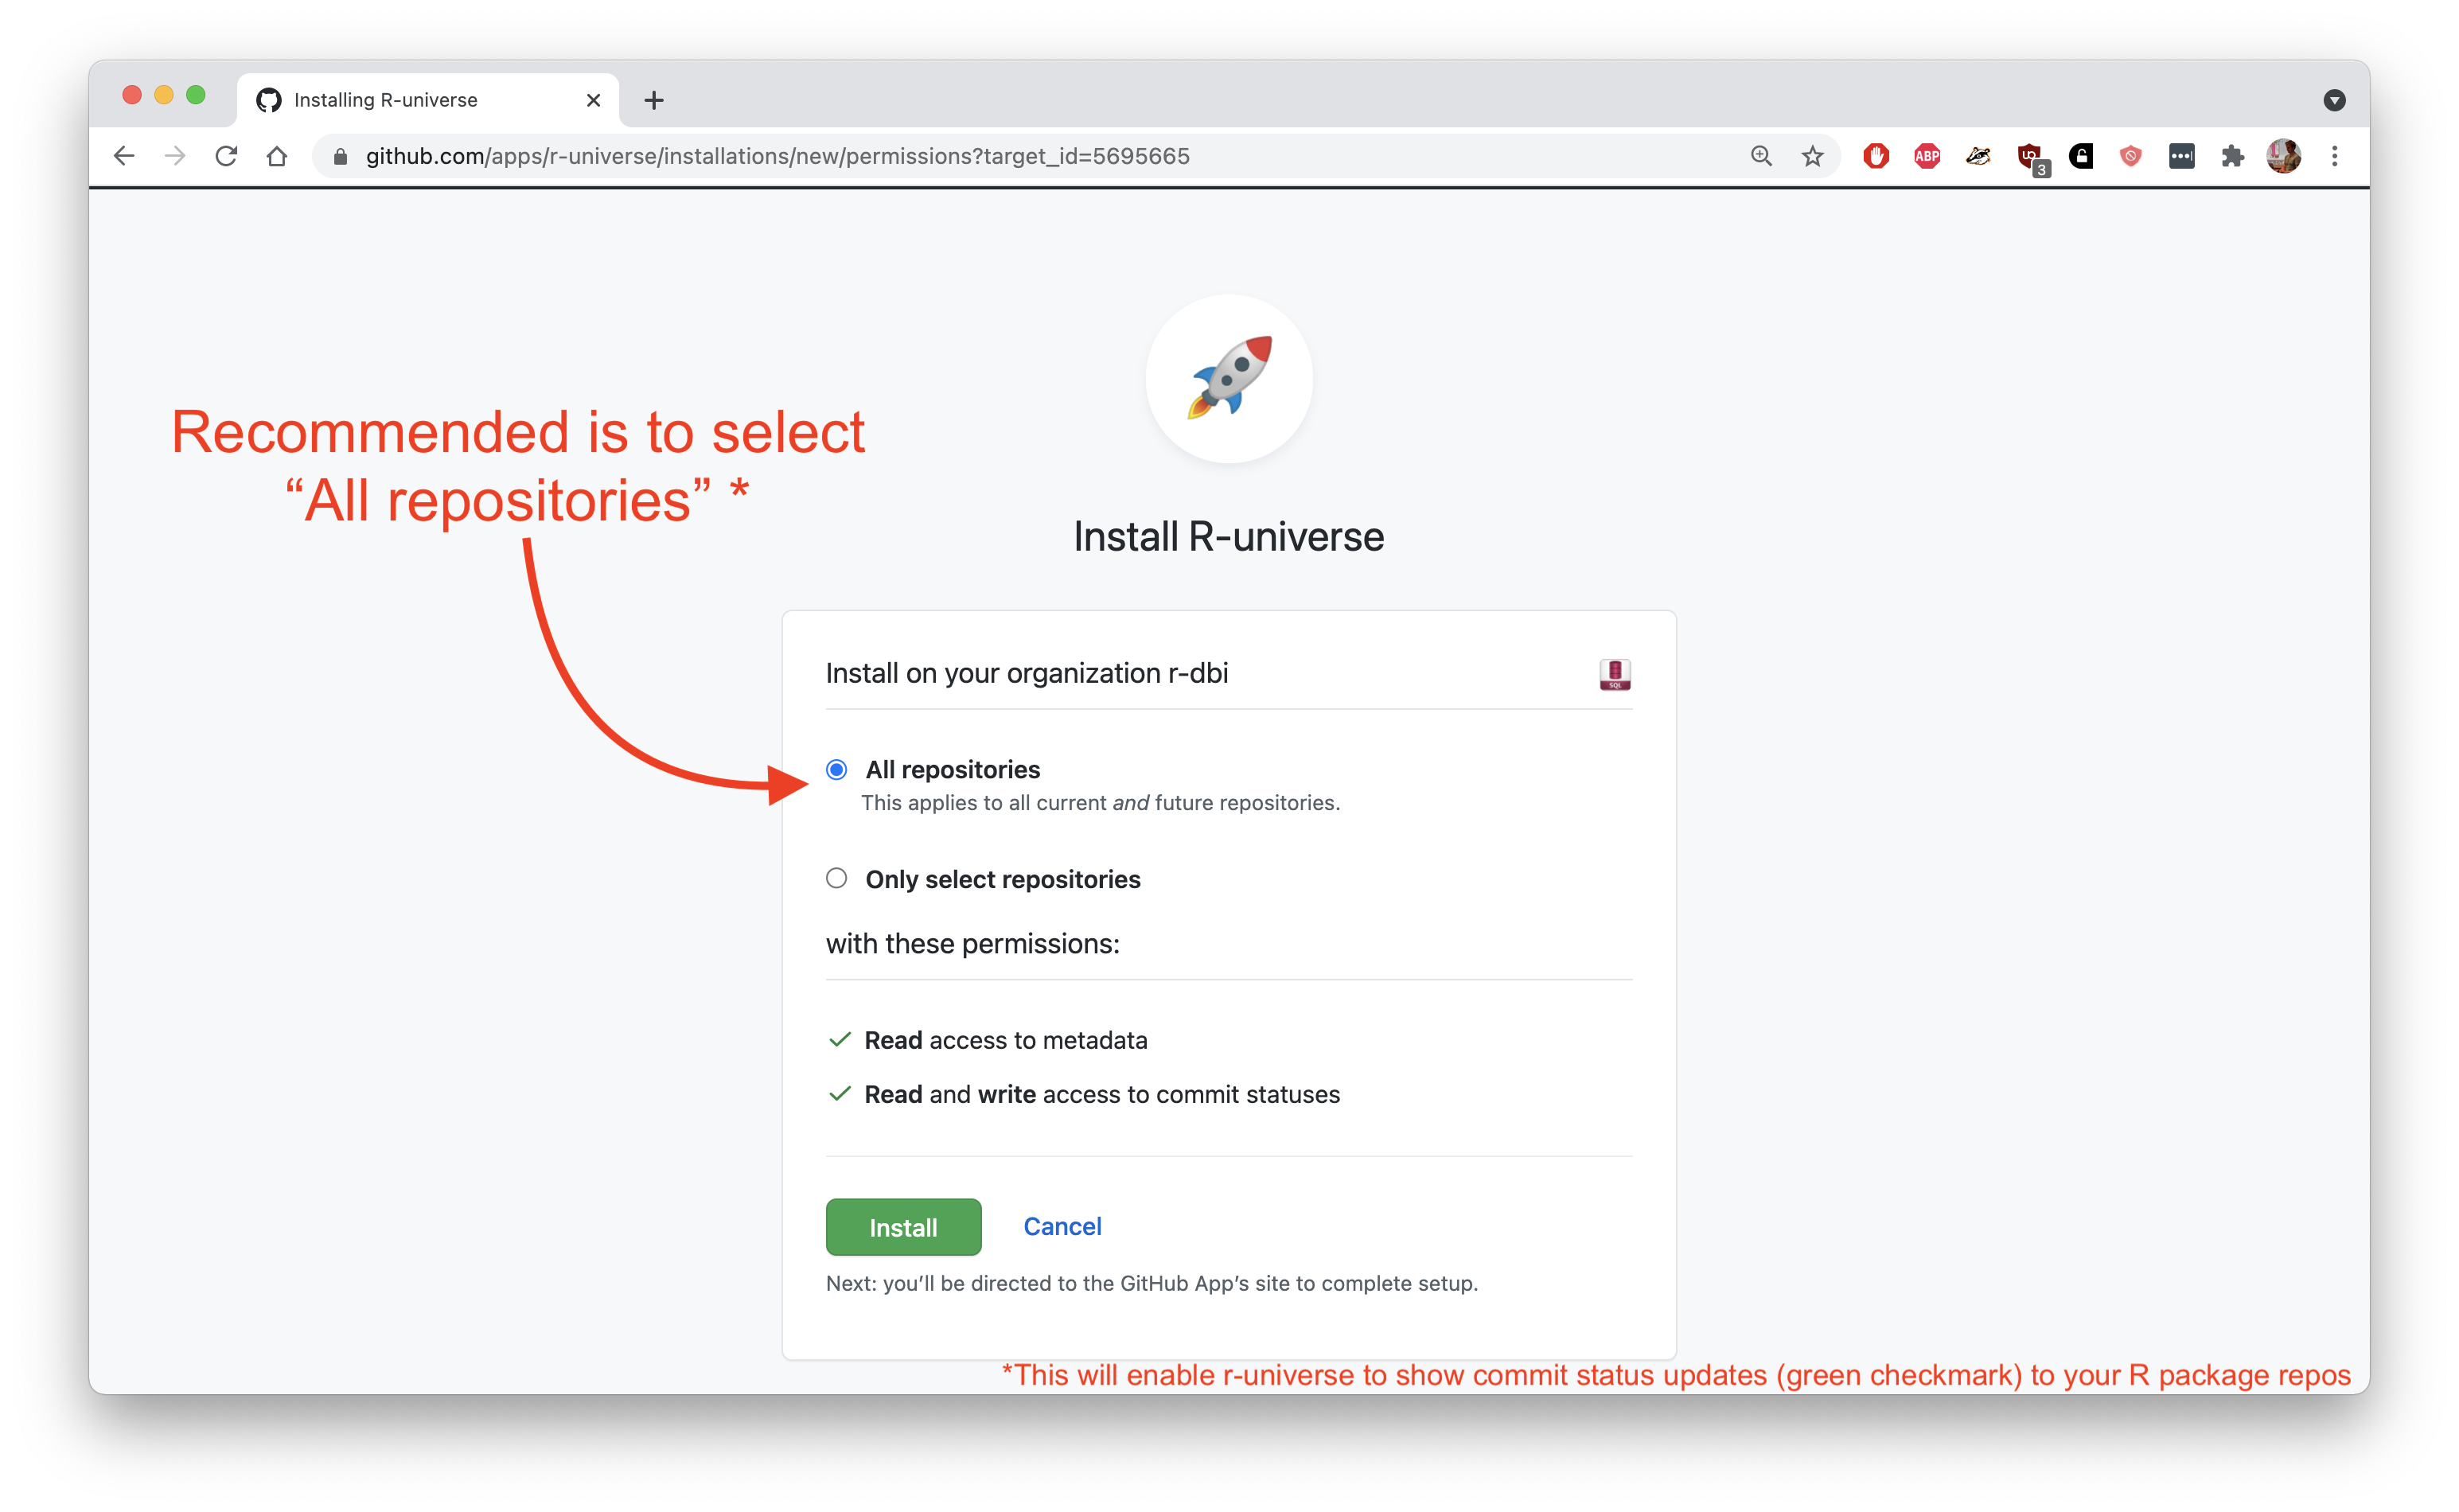 Installing R-universe
github.com/apps/r-universe/installations/new/permissions?target_id=5695665
ABP
3
Recommended is to select
“All repositories” *
Install R-universe
Install on your organization r-dbi
SQL
All repositories
This applies to all current and future repositories.
Only select repositories
with these permissions:
Read access to metadata
Read and write access to commit statuses
Install
Cancel
Next: you’ll be directed to the GitHub App’s site to complete setup.
*This will enable r-universe to show commit status updates (green checkmark) to your R package repos